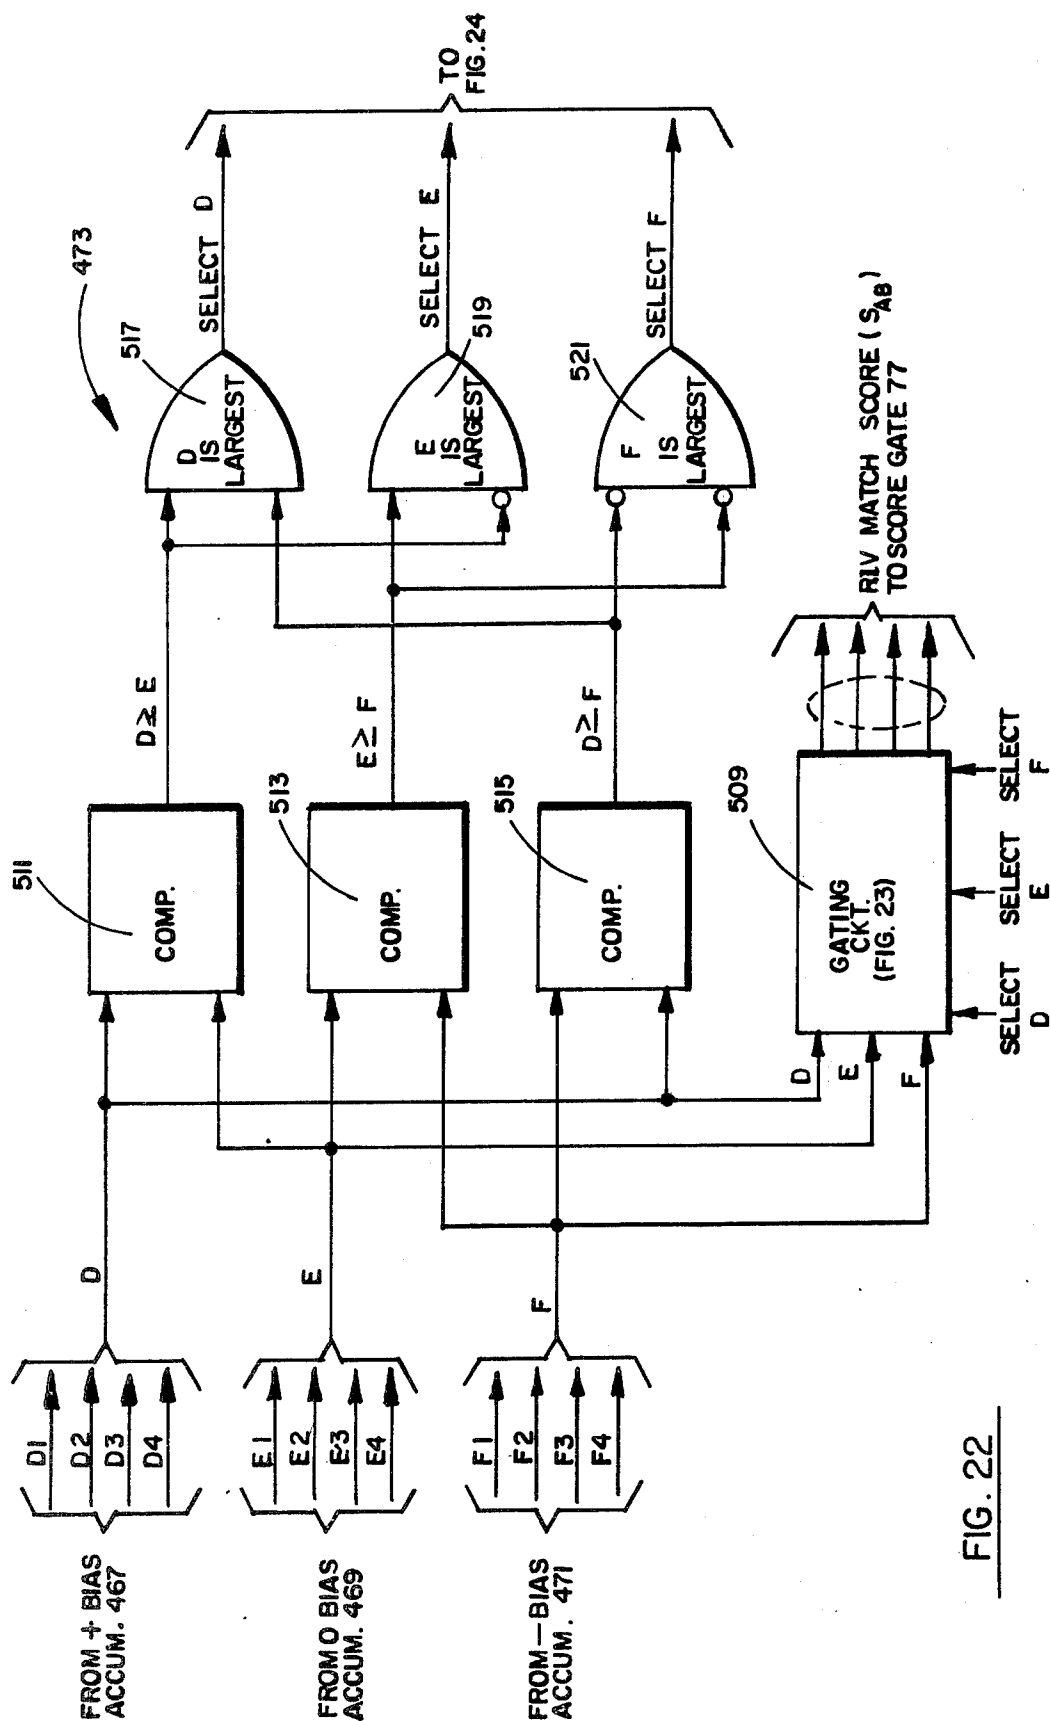 FROM + BIAS
ACCUM. 467
D1
D2
D3
D4
D
FROM 0 BIAS
ACCUM. 469
E1
E2
E3
E4
E
FROM — BIAS
ACCUM. 471
F1
F2
F3
F4
F
511
COMP.
D ≥ E
513
COMP.
E ≥ F
515
COMP.
D ≥ F
473
517
D
IS
LARGEST
SELECT D
519
E
IS
LARGEST
SELECT E
521
F
IS
LARGEST
SELECT F
TO
FIG. 24
509
D
E
F
GATING
CKT.
(FIG. 23)
SELECT
D
SELECT
E
SELECT
F
RIV MATCH SCORE (SAB)
TO SCORE GATE 77
FIG. 22